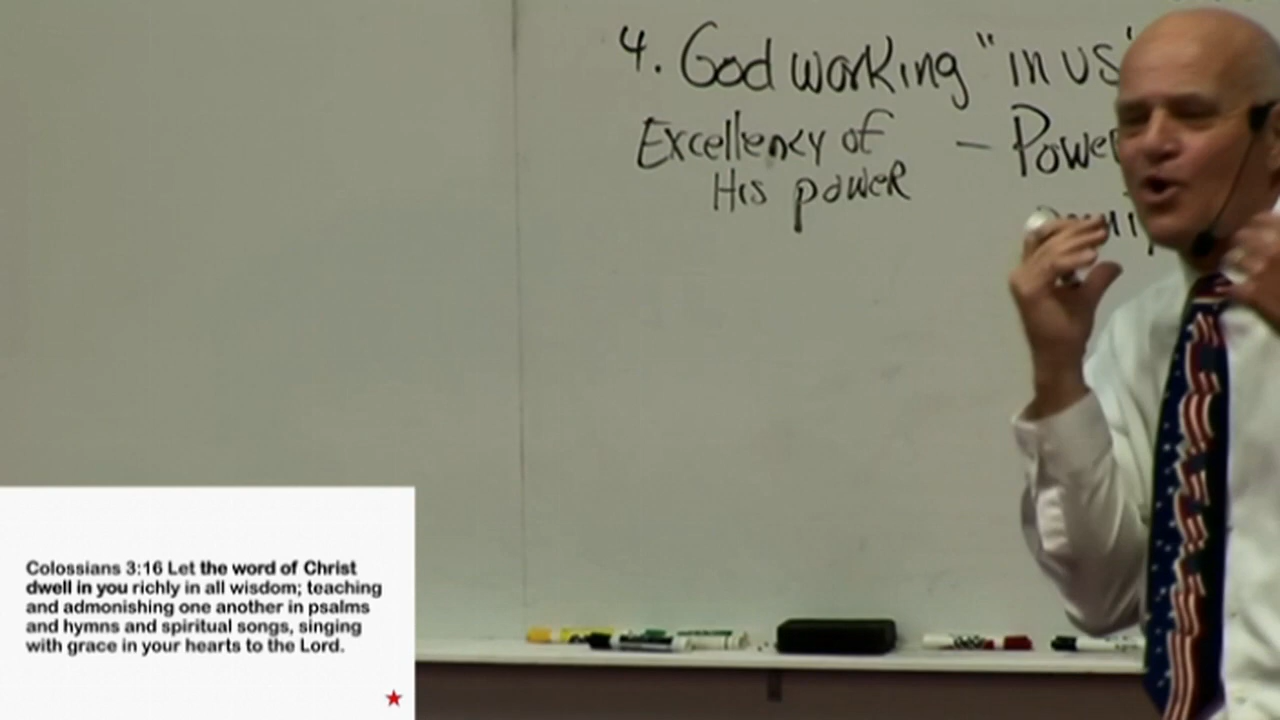 4. God working "in us"
Excellency of – Power
His power
Colossians 3:16 Let the word of Christ
dwell in you richly in all wisdom; teaching
and admonishing one another in psalms
and hymns and spiritual songs, singing
with grace in your hearts to the Lord.